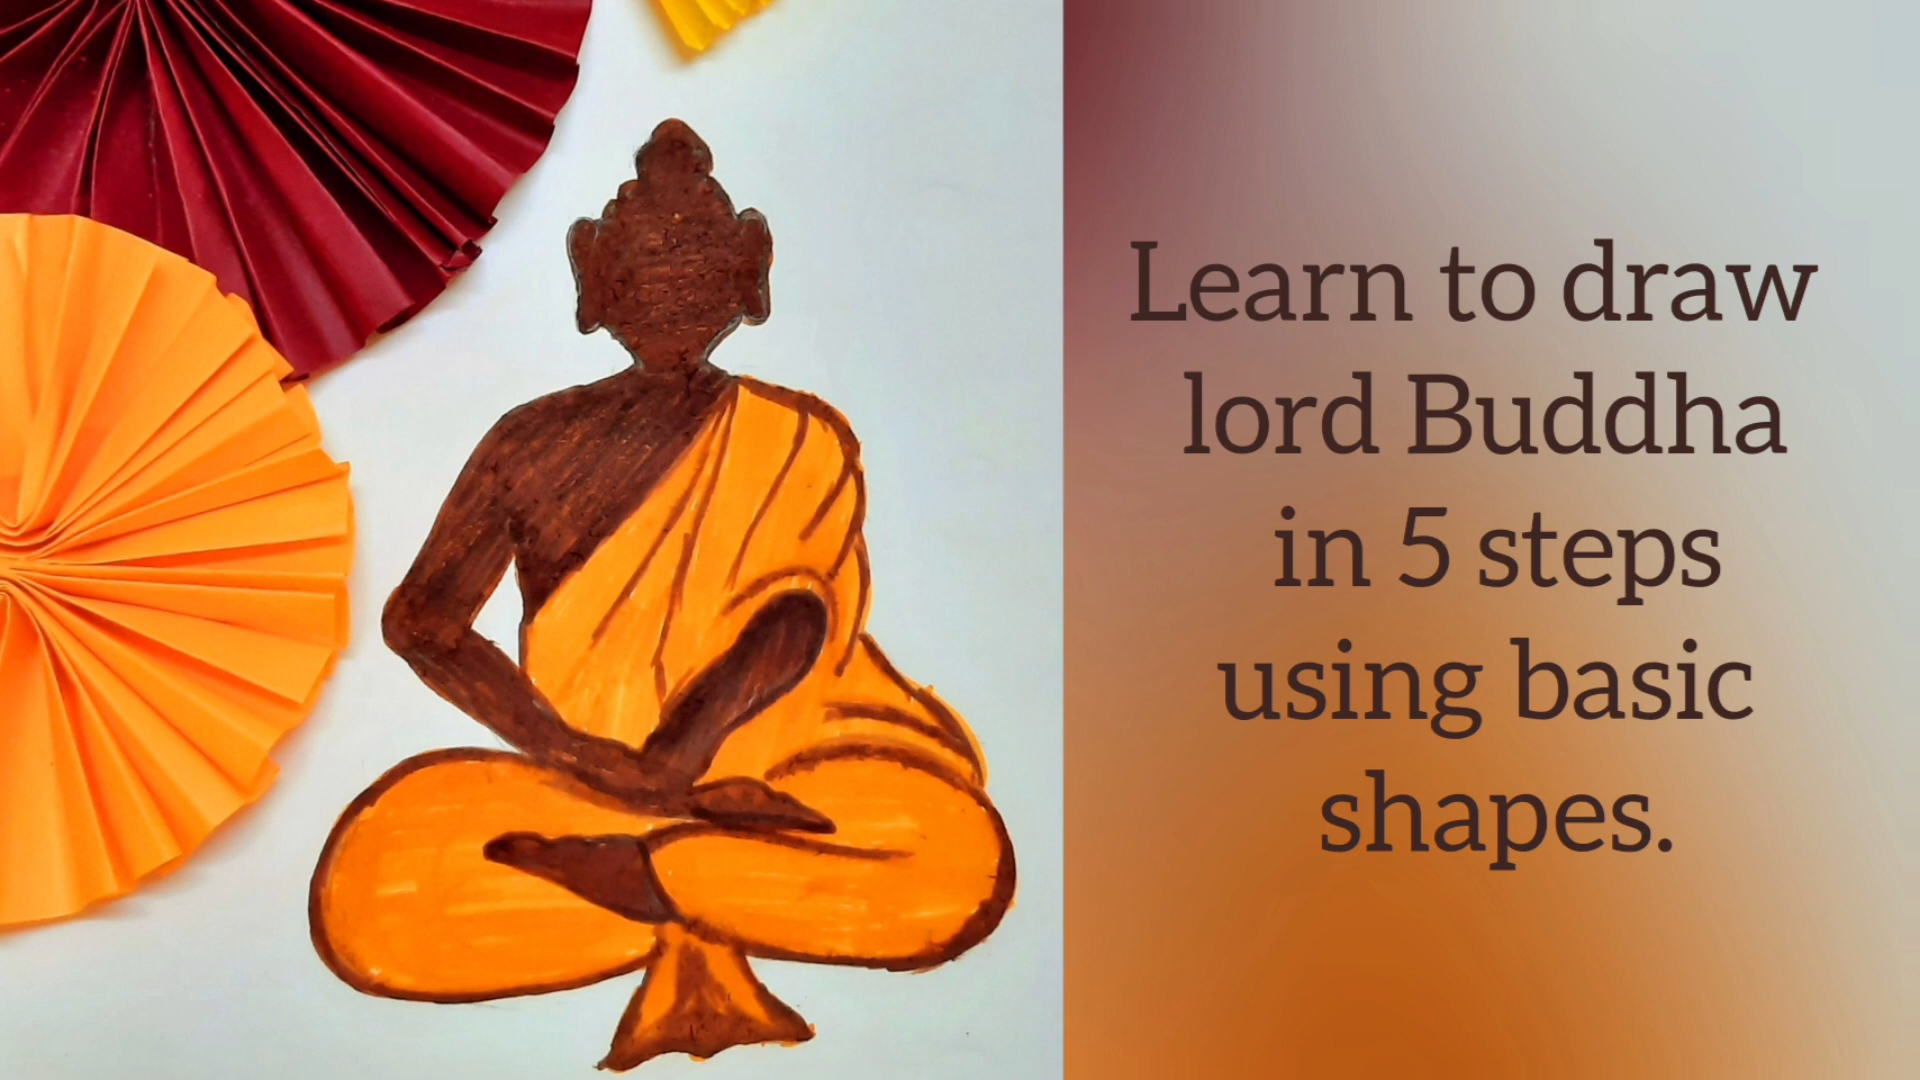 Learn to draw
lord Buddha
in 5 steps
using basic
shapes.